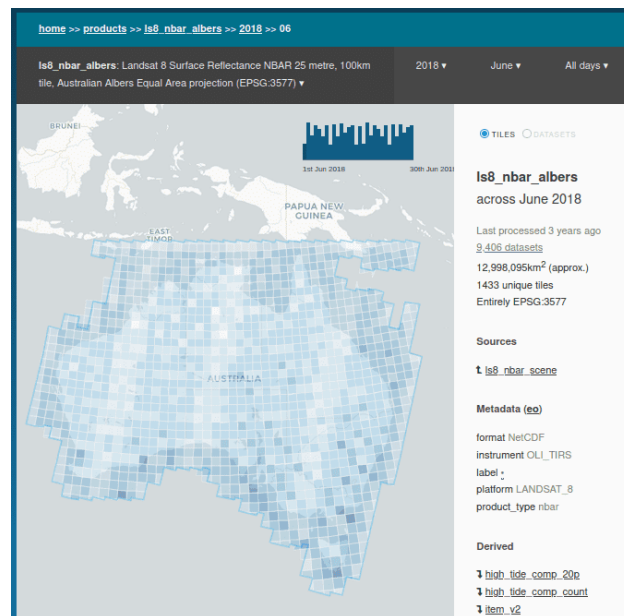 home >> products >> ls8_nbar_albers >> 2018 >> 06
ls8_nbar_albers: Landsat 8 Surface Reflectance NBAR 25 metre, 100km
tile, Australian Albers Equal Area projection (EPSG:3577) ▾
2018 ▾
June ▾
All days ▾
BRUNEI
PAPUA NEW
GUINEA
EAST
TIMOR
AUSTRALIA
1st Jun 2018
30th Jun 2018
TILES
DATASETS
ls8_nbar_albers
across June 2018
Last processed 3 years ago
9,406 datasets
12,998,095km² (approx.)
1433 unique tiles
Entirely EPSG:3577
Sources
ls8_nbar_scene
Metadata (eo)
format NetCDF
instrument OLI_TIRS
label
platform LANDSAT_8
product_type nbar
Derived
high_tide_comp_20p
high_tide_comp_count
item_v2